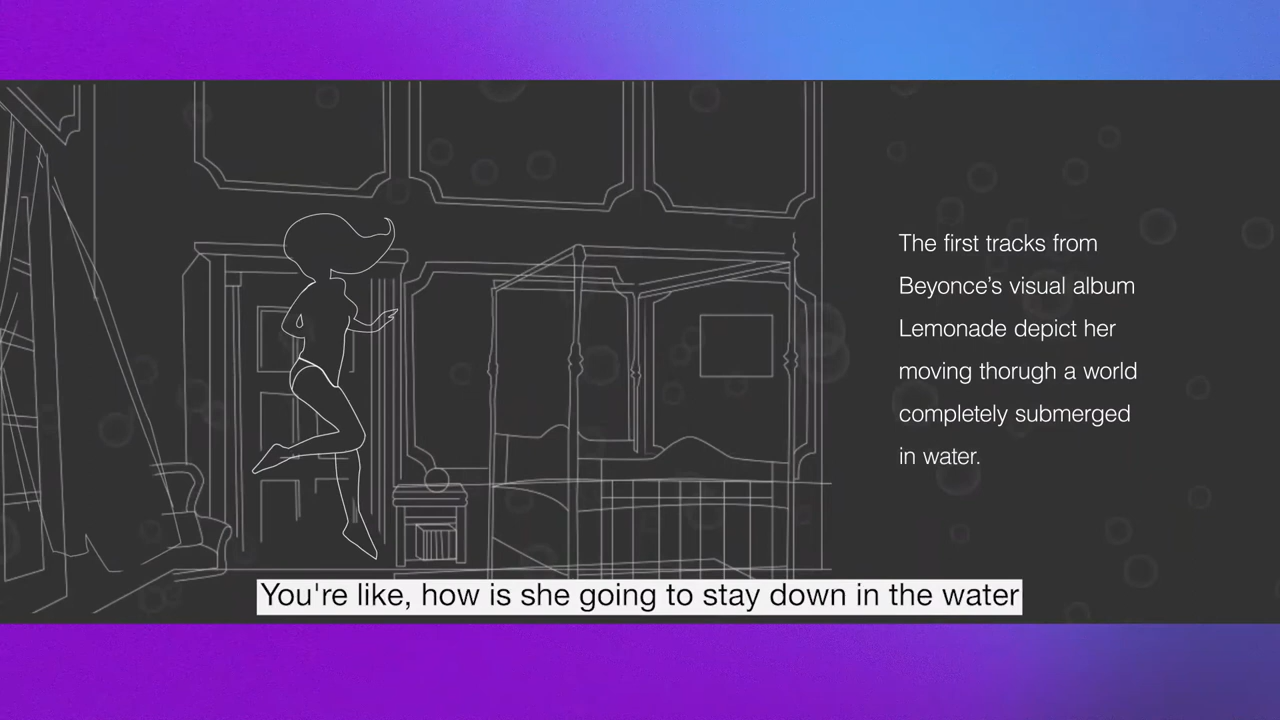 The first tracks from
Beyonce’s visual album
Lemonade depict her
moving thorugh a world
completely submerged
in water.
You're like, how is she going to stay down in the water